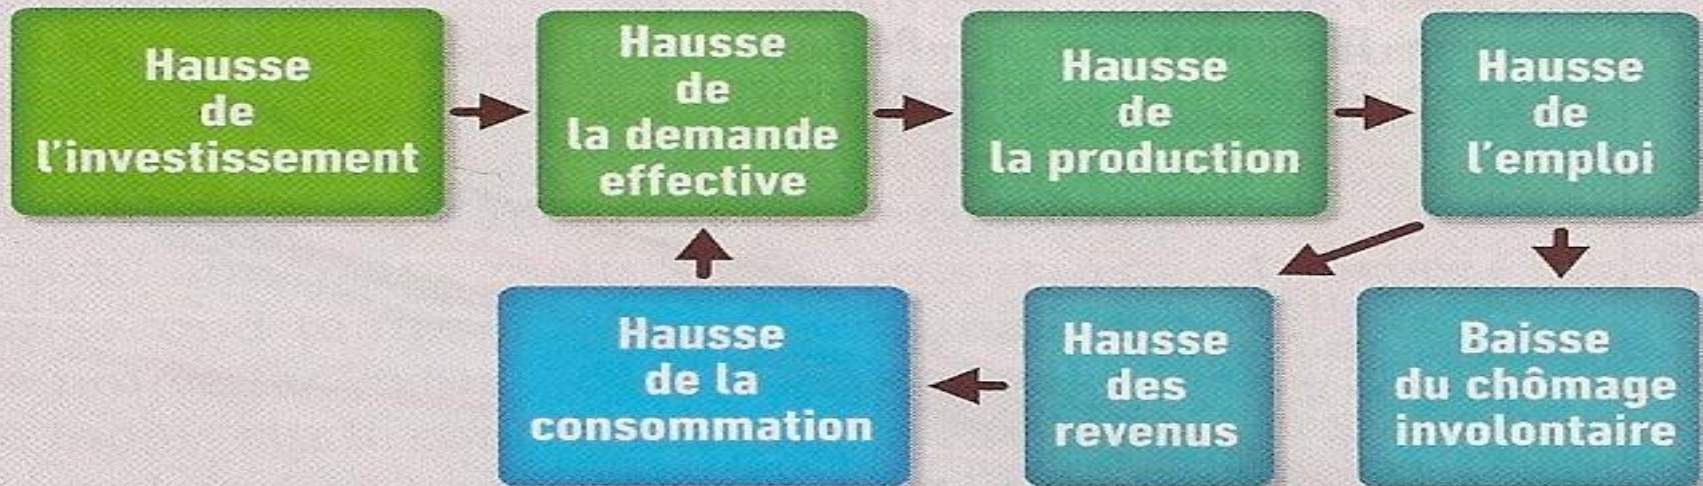 Hausse
de
l'investissement
Hausse
de
la demande
effective
Hausse
de
la production
Hausse
de
l'emploi
Hausse
de la
consommation
Hausse
des
revenus
Baisse
du chômage
involontaire